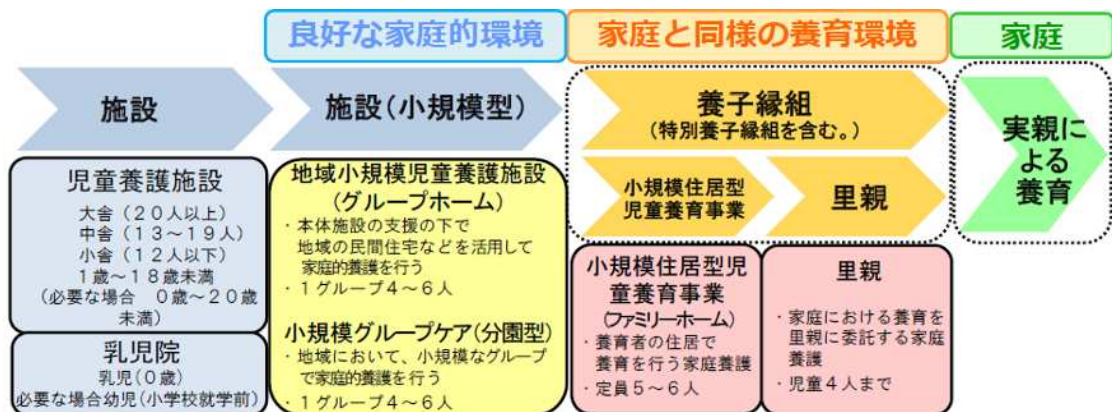 良好な家庭的環境
家庭と同様の養育環境
家庭
施設
施設（小規模型）
養子縁組
（特別養子縁組を含む。）
小規模住居型
児童養育事業
里親
実親に
よる
養育
児童養護施設
大舎（２０人以上）
中舎（１３～１９人）
小舎（１２人以下）
１歳～１８歳未満
（必要な場合　０歳～２０歳
未満）
乳児院
乳児（０歳）
必要な場合幼児（小学校就学前）
地域小規模児童養護施設
（グループホーム）
・本体施設の支援の下で
地域の民間住宅などを活用して
家庭的養護を行う
・１グループ４～６人
小規模グループケア（分園型）
・地域において、小規模なグループ
で家庭的養護を行う
・１グループ４～６人
小規模住居型児
童養育事業
（ファミリーホーム）
・養育者の住居で
養育を行う家庭養護
・定員５～６人
里親
・家庭における養育を
里親に委託する家庭
養護
・児童４人まで